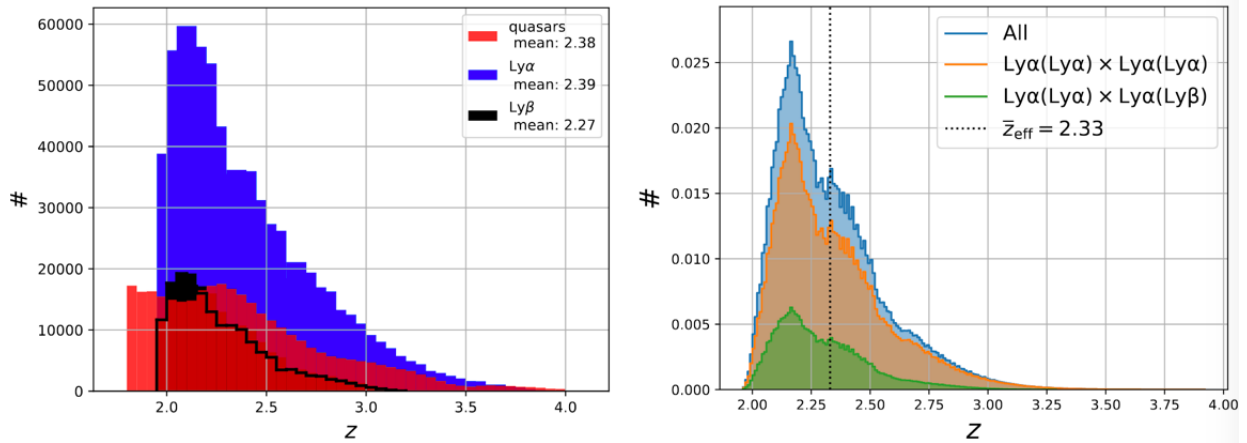 60000
50000
40000
30000
20000
10000
0
#
2.0 2.5 3.0 3.5 4.0
z
quasars
mean: 2.38
Lyα
mean: 2.39
Lyβ
mean: 2.27
0.025
0.020
0.015
0.010
0.005
0.000
#
2.00 2.25 2.50 2.75 3.00 3.25 3.50 3.75 4.00
z
All
Lyα(Lyα) × Lyα(Lyα)
Lyα(Lyα) × Lyα(Lyβ)
z̅eff = 2.33